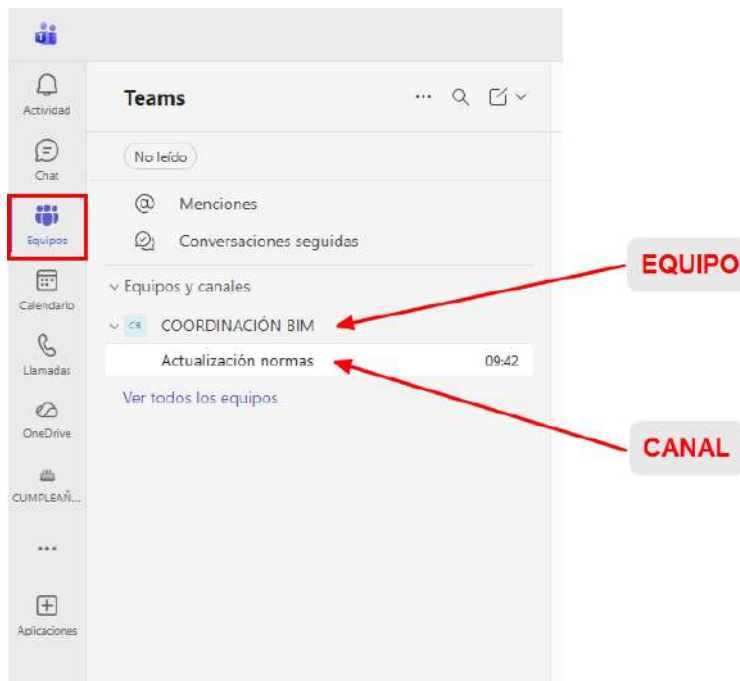 Actividad
Chat
Equipos
Calendario
Llamadas
OneDrive
CUMPLEAÑ...
Aplicaciones
Teams
No leído
Menciones
Conversaciones seguidas
Equipos y canales
CB COORDINACIÓN BIM
Actualización normas 09:42
Ver todos los equipos
EQUIPO
CANAL